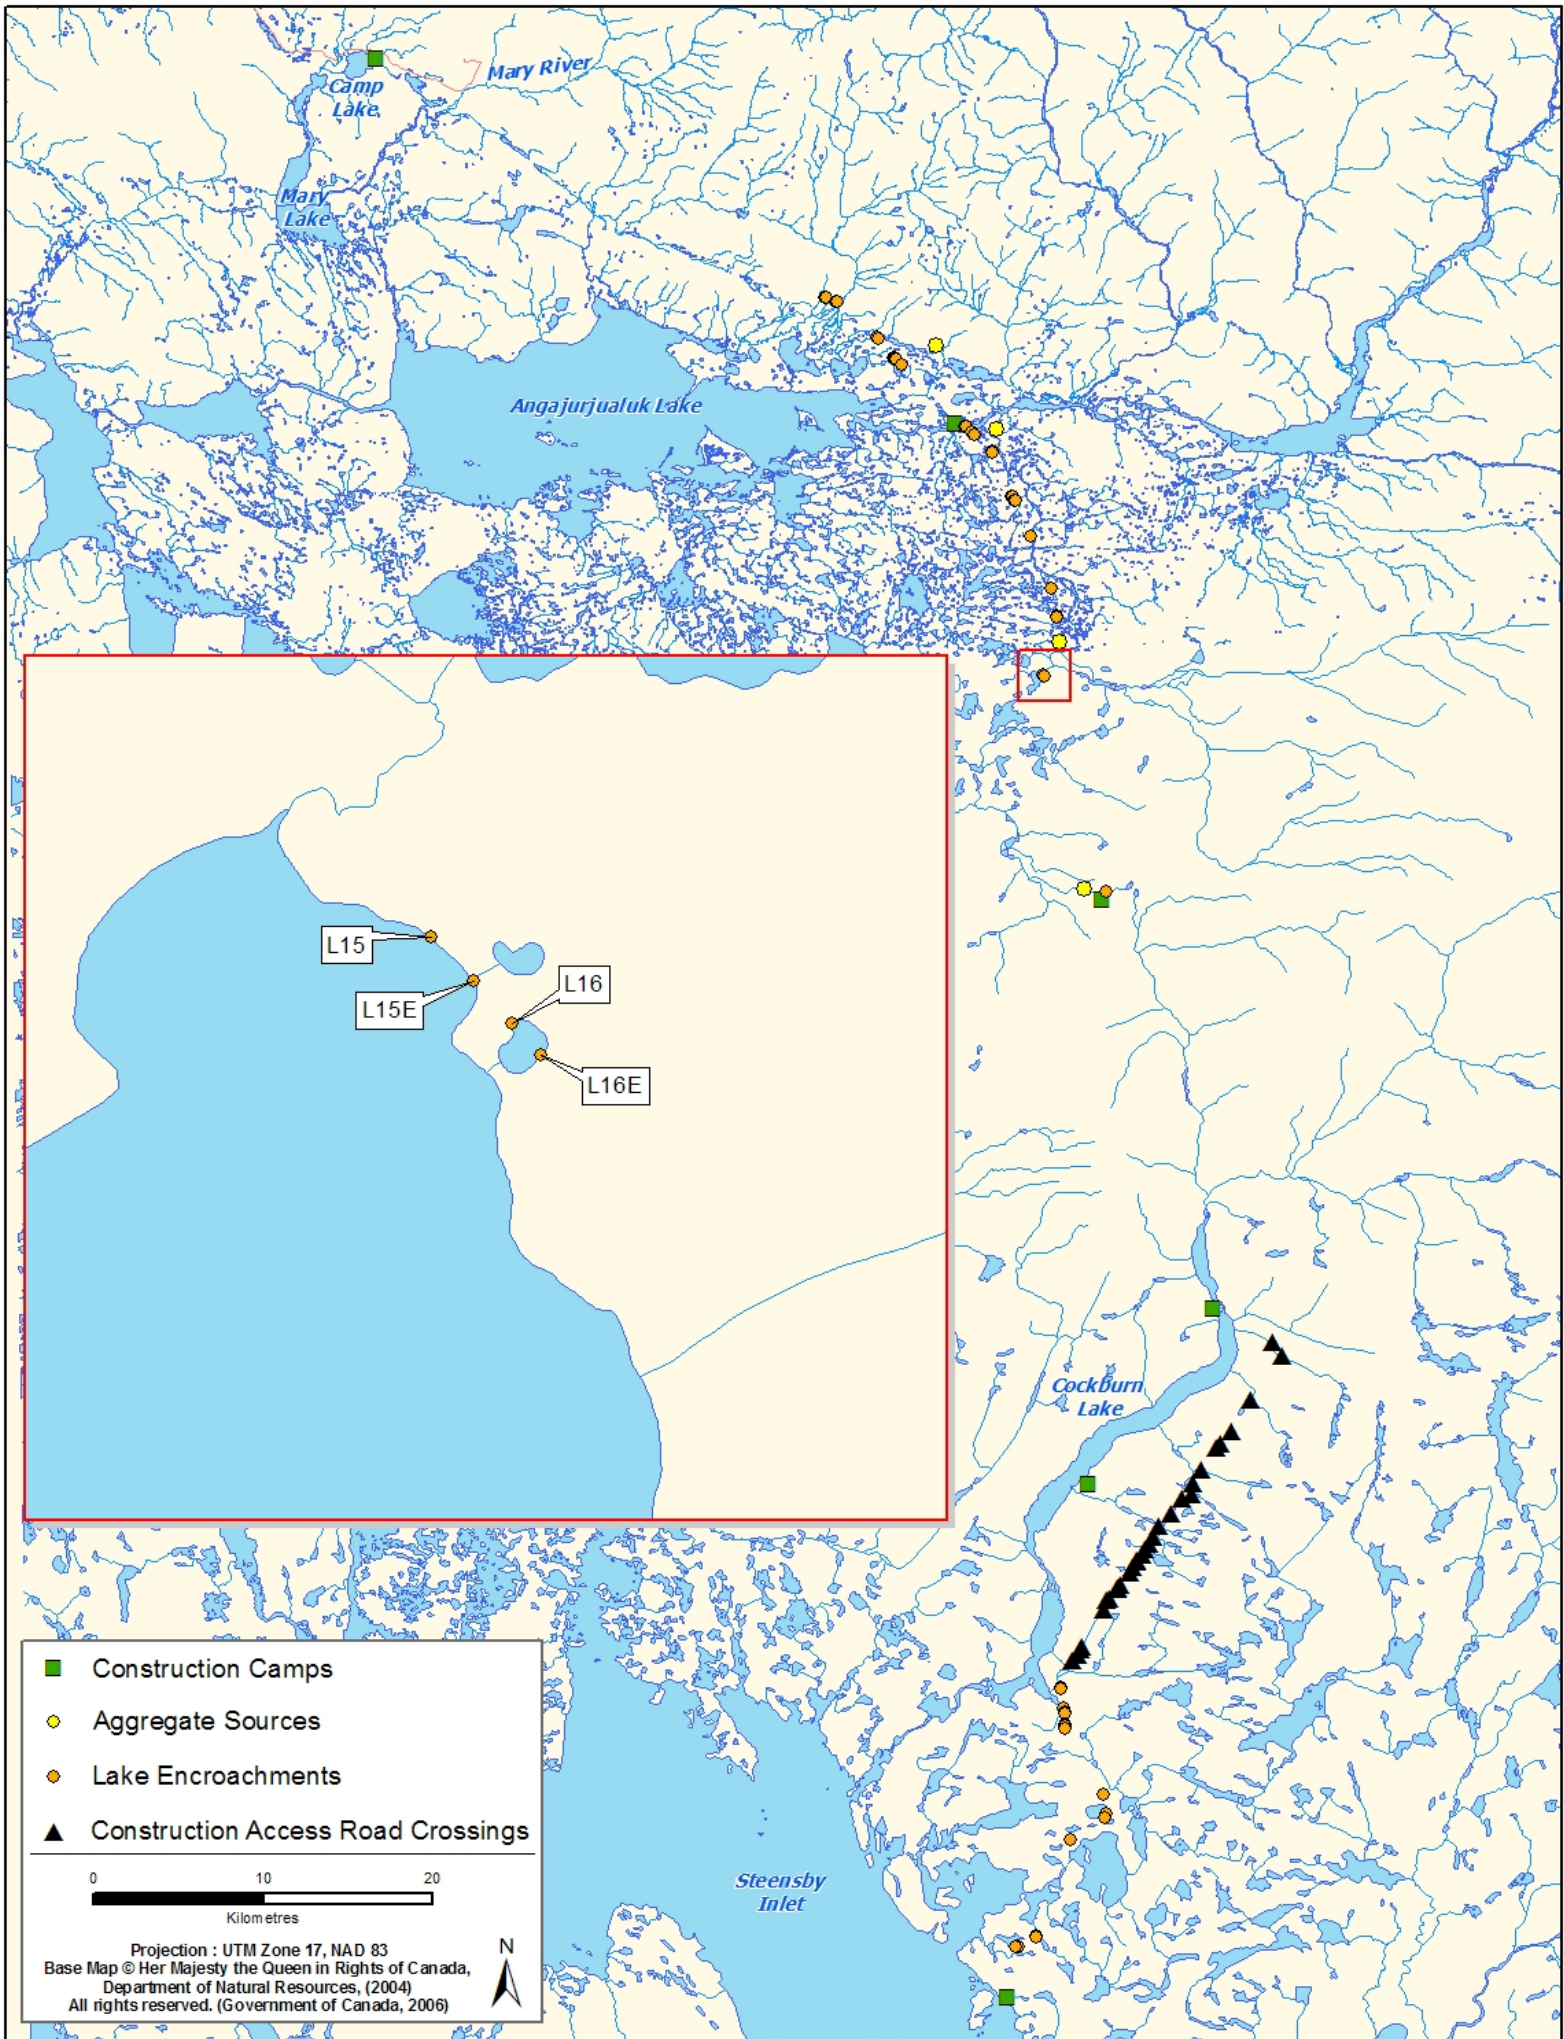 Mary River
Camp
Lake
Mary
Lake
Angajurjualuk Lake
L15
L16
L15E
L16E
Cockburn
Lake
Construction Camps
Aggregate Sources
Lake Encroachments
Construction Access Road Crossings
0 10 20
Kilometres
Steensby
Inlet
Projection : UTM Zone 17, NAD 83
Base Map © Her Majesty the Queen in Rights of Canada,
Department of Natural Resources, (2004)
All rights reserved. (Government of Canada, 2006)
N